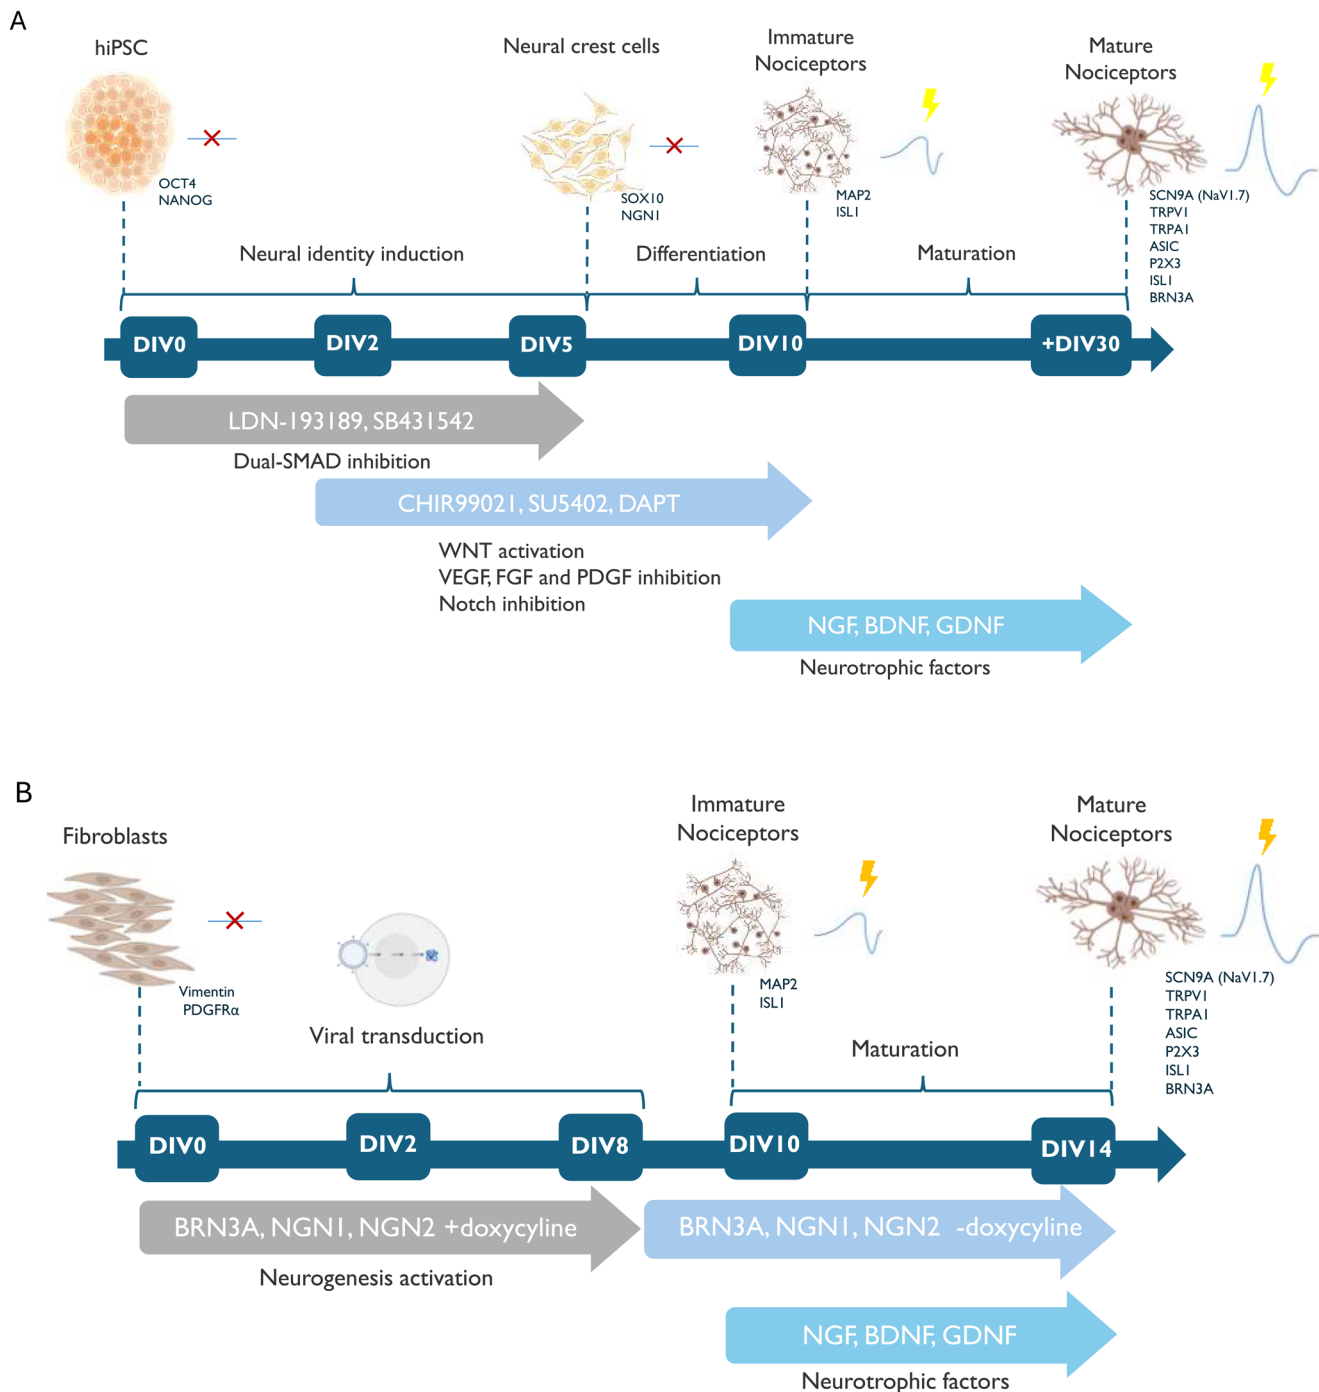 A
hiPSC
Neural crest cells
Immature
Nociceptors
Mature
Nociceptors
OCT4
NANOG
SOX10
NGN1
MAP2
ISL1
SCN9A (NaV1.7)
TRPV1
TRPA1
ASIC
P2X3
ISL1
BRN3A
Neural identity induction
Differentiation
Maturation
DIV0
DIV2
DIV5
DIV10
+DIV30
LDN-193189, SB431542
Dual-SMAD inhibition
CHIR99021, SU5402, DAPT
WNT activation
VEGF, FGF and PDGF inhibition
Notch inhibition
NGF, BDNF, GDNF
Neurotrophic factors
B
Fibroblasts
Immature
Nociceptors
Mature
Nociceptors
Vimentin
PDGFRα
MAP2
ISL1
SCN9A (NaV1.7)
TRPV1
TRPA1
ASIC
P2X3
ISL1
BRN3A
Viral transduction
Maturation
DIV0
DIV2
DIV8
DIV10
DIV14
BRN3A, NGN1, NGN2 +doxycyline
Neurogenesis activation
BRN3A, NGN1, NGN2 -doxycyline
NGF, BDNF, GDNF
Neurotrophic factors